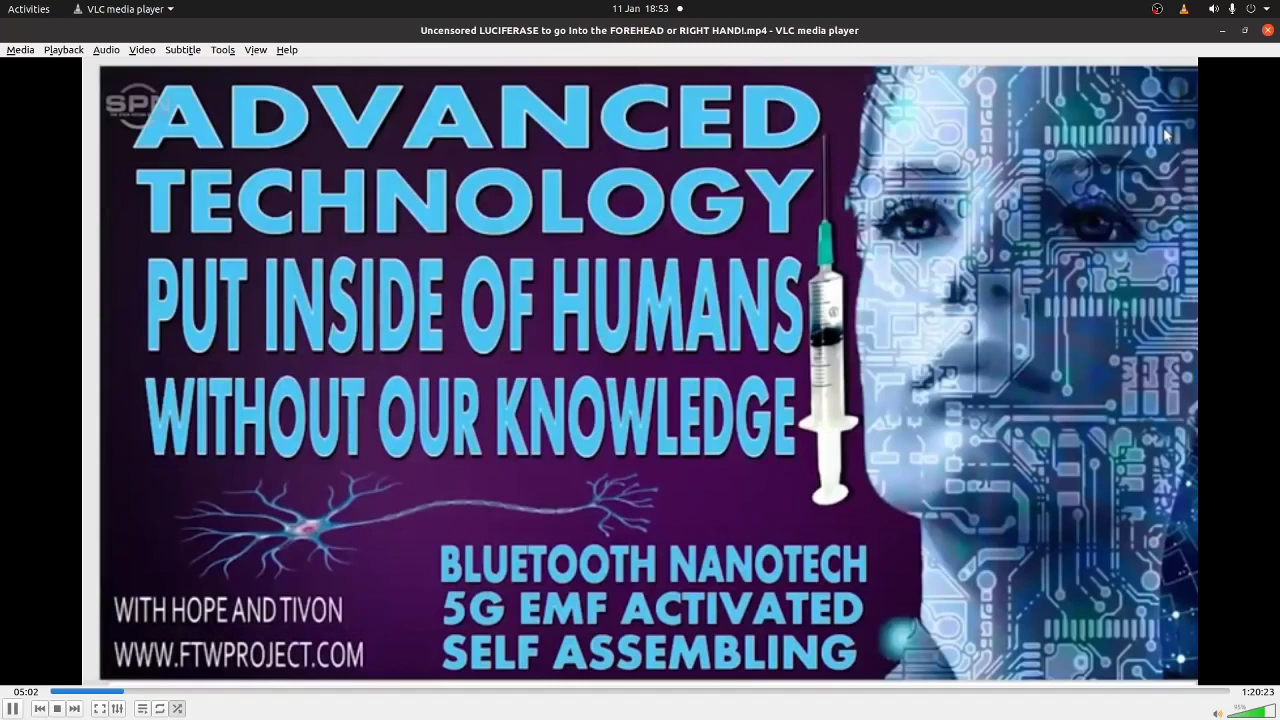 Activities
VLC media player
11 Jan 18:53
Uncensored LUCIFERASE to go Into the FOREHEAD or RIGHT HAND!.mp4 - VLC media player
Media Playback Audio Video Subtitle Tools View Help
SPN
ADVANCED
TECHNOLOGY
PUT INSIDE OF HUMANS
WITHOUT OUR KNOWLEDGE
BLUETOOTH NANOTECH
5G EMF ACTIVATED
SELF ASSEMBLING
WITH HOPE AND TIVON
WWW.FTWPROJECT.COM
05:02
1:20:23
95%